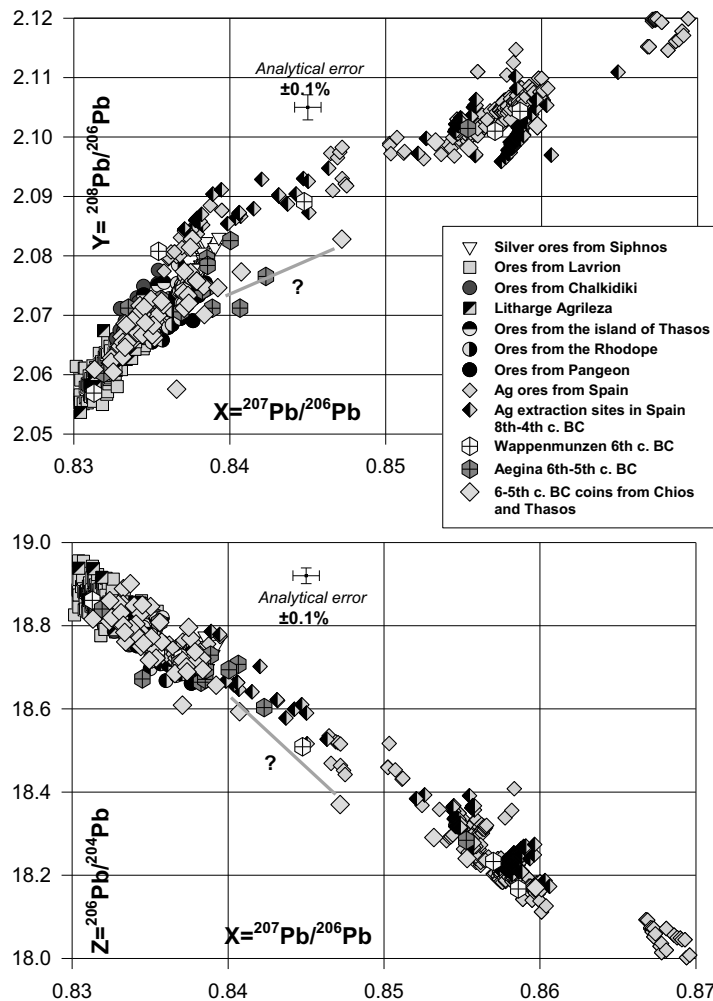 2.12
2.11
2.10
2.09
2.08
2.07
2.06
2.05
Y= ²⁰⁸Pb/²⁰⁶Pb
Analytical error
±0.1%
?
X=²⁰⁷Pb/²⁰⁶Pb
0.83
0.84
0.85
Silver ores from Siphnos
Ores from Lavrion
Ores from Chalkidiki
Litharge Agrileza
Ores from the island of Thasos
Ores from the Rhodope
Ores from Pangeon
Ag ores from Spain
Ag extraction sites in Spain
8th-4th c. BC
Wappenmunzen 6th c. BC
Aegina 6th-5th c. BC
6-5th c. BC coins from Chios
and Thasos
19.0
18.8
18.6
18.4
18.2
18.0
Z=²⁰⁶Pb/²⁰⁴Pb
Analytical error
±0.1%
?
X=²⁰⁷Pb/²⁰⁶Pb
0.83
0.84
0.85
0.86
0.87